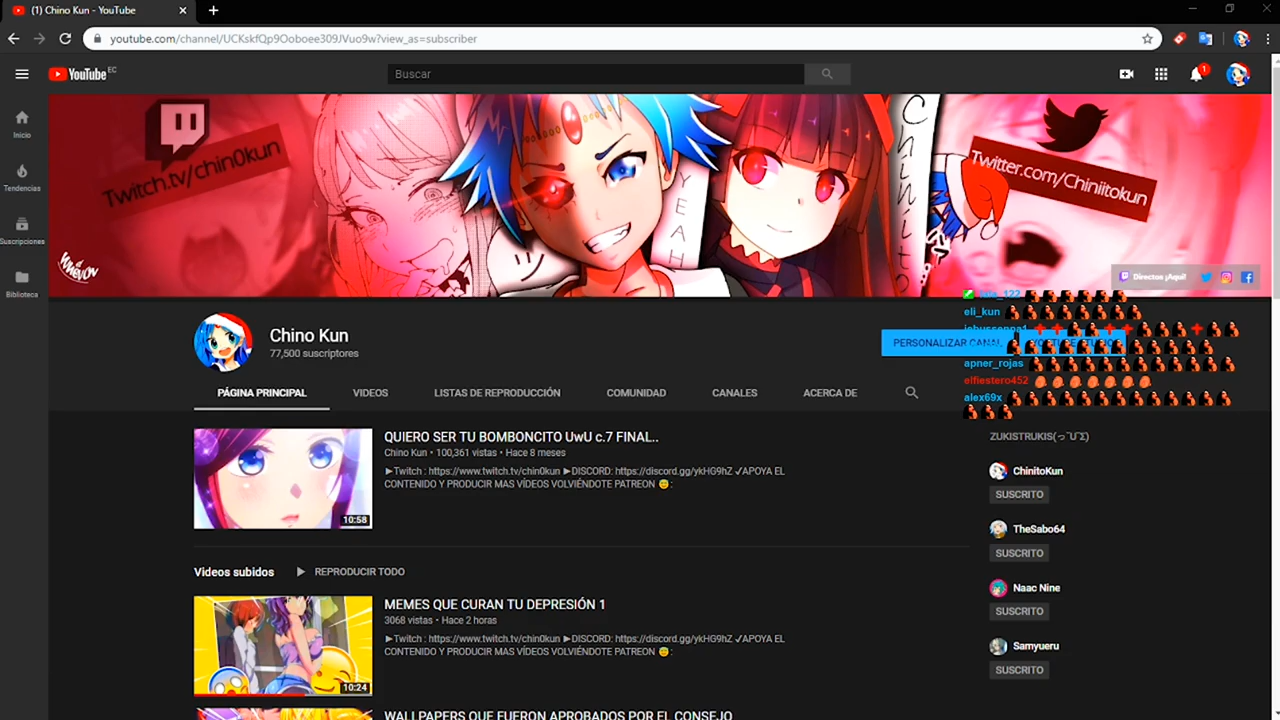 (1) Chino Kun - YouTube
youtube.com/channel/UCKskfQp9Ooboee309JVuo9w?view_as=subscriber
YouTube EC
Buscar
1
Inicio
Tendencias
Suscripciones
Biblioteca
Twitch.tv/chin0kun
YEAH
Chinito
Twitter.com/Chiniitokun
Directos ¡Aquí!
Chino Kun
77,500 suscriptores
PERSONALIZAR CANAL
eli_kun
apner_rojas
elfiestero452
alex69x
PÁGINA PRINCIPAL
VIDEOS
LISTAS DE REPRODUCCIÓN
COMUNIDAD
CANALES
ACERCA DE
QUIERO SER TU BOMBONCITO UwU c.7 FINAL..
Chino Kun • 100,361 vistas • Hace 8 meses
►Twitch : https://www.twitch.tv/chin0kun ►DISCORD: https://discord.gg/ykHG9hZ ✓APOYA EL
CONTENIDO Y PRODUCIR MAS VÍDEOS VOLVIÉNDOTE PATREON 😇:
10:58
Videos subidos
REPRODUCIR TODO
MEMES QUE CURAN TU DEPRESIÓN 1
3068 vistas • Hace 2 horas
►Twitch : https://www.twitch.tv/chin0kun ►DISCORD: https://discord.gg/ykHG9hZ ✓APOYA EL
CONTENIDO Y PRODUCIR MAS VÍDEOS VOLVIÉNDOTE PATREON 😇:
10:24
WALLPAPERS QUE FUERON APROBADOS POR EL CONSEJO
ZUKISTRUKIS(っ˘ڡ˘ς)
ChinitoKun
SUSCRITO
TheSabo64
SUSCRITO
Naac Nine
SUSCRITO
Samyueru
SUSCRITO